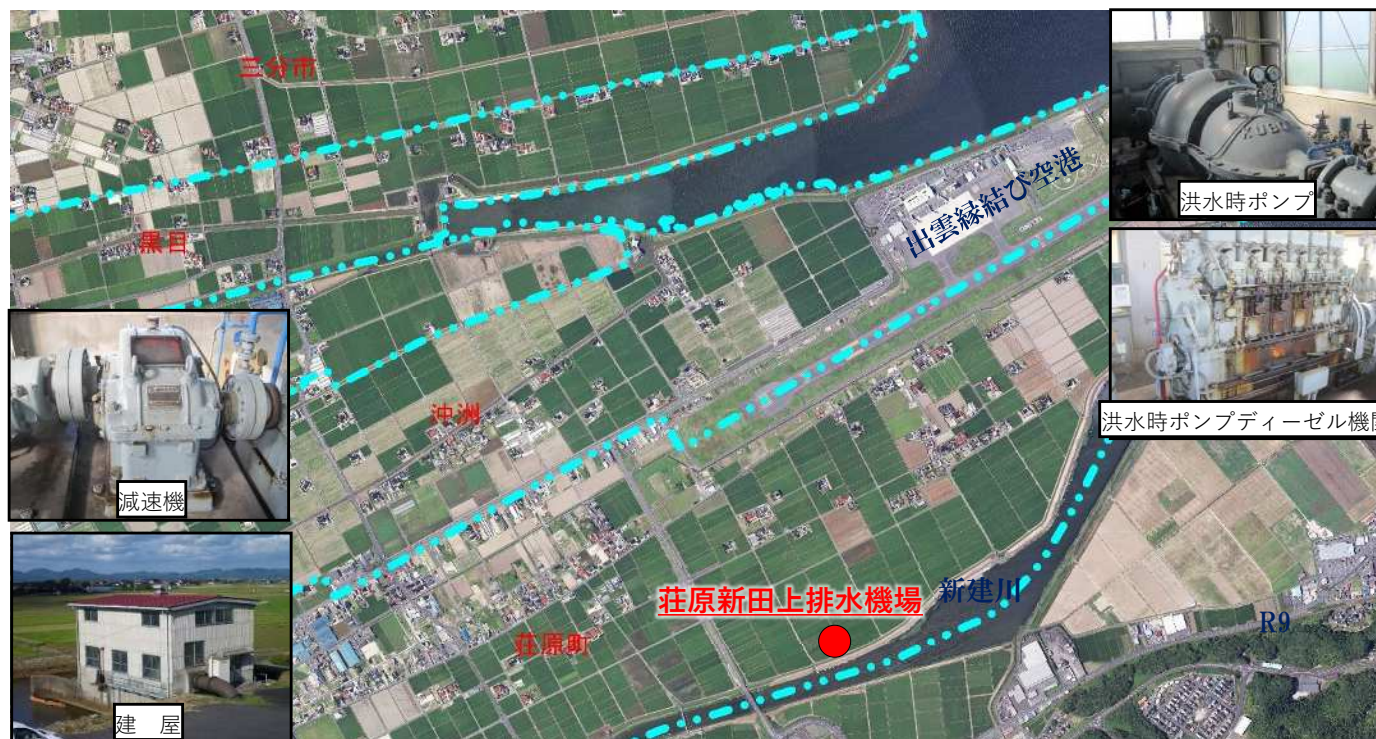 三分市
黒目
沖洲
荘原町
出雲縁結び空港
荘原新田上排水機場
新建川
R9
KUBO
洪水時ポンプ
洪水時ポンプディーゼル機関
減速機
建　屋